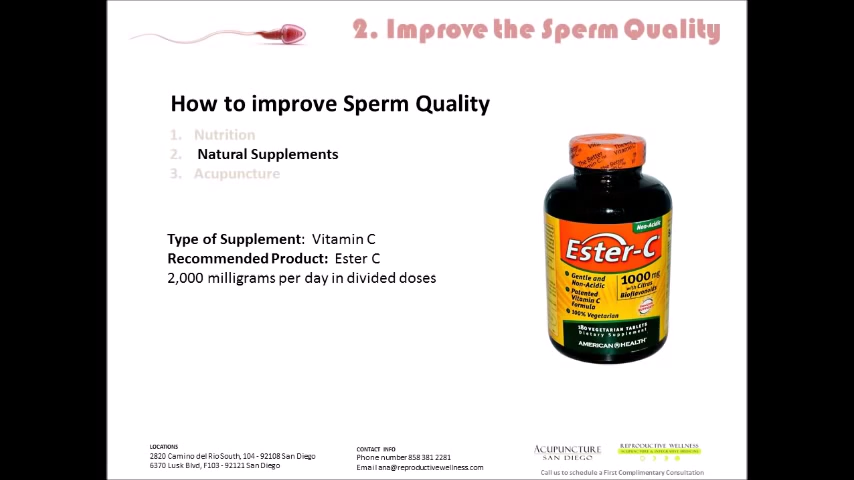 2. Improve the Sperm Quality
How to improve Sperm Quality
1. Nutrition
2. Natural Supplements
3. Acupuncture
Type of Supplement: Vitamin C
Recommended Product: Ester C
2,000 milligrams per day in divided doses
The Better
Vitamin
Non-Acidic
Ester-C
Gentle and
Non-Acidic
Patented
Vitamin C
Formula
100% Vegetarian
1000 mg
with Citrus
Bioflavonoids
180 VEGETARIAN TABLETS
Dietary Supplement
AMERICAN HEALTH
LOCATIONS
2820 Camino del Rio South, 104 - 92108 San Diego
6370 Lusk Blvd, F103 - 92121 San Diego
CONTACT INFO
Phone number 858 381 2281
Email ana@reproductivewellness.com
ACUPUNCTURE
SAN DIEGO
REPRODUCTIVE WELLNESS
Call us to schedule a First Complimentary Consultation